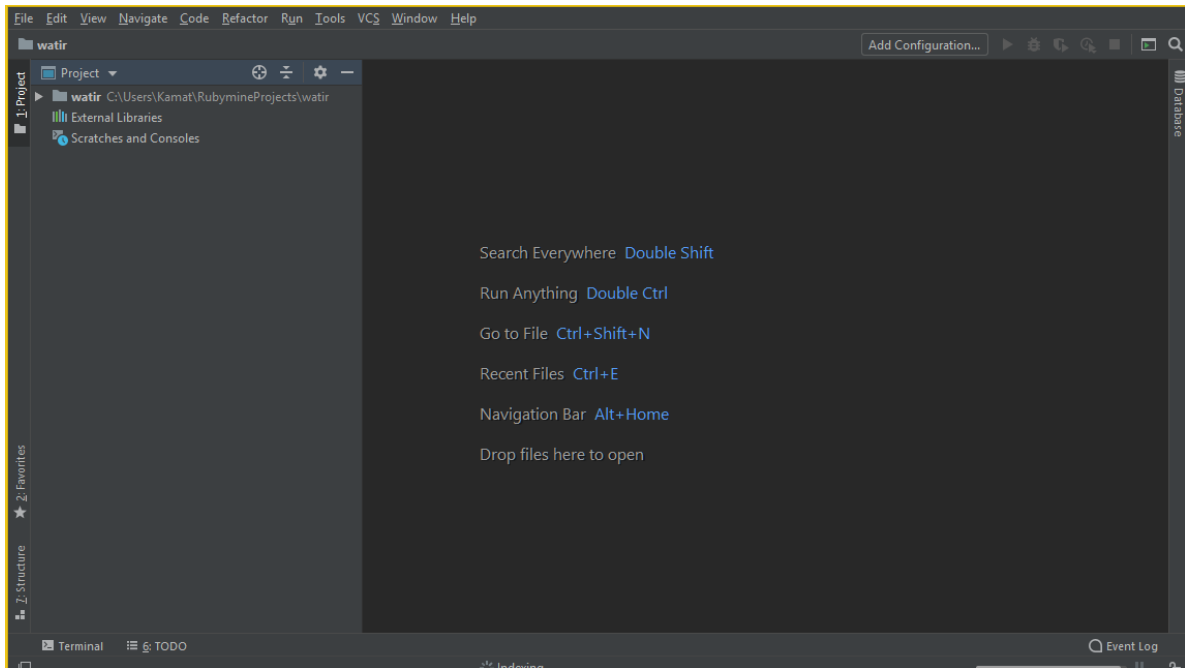 File Edit View Navigate Code Refactor Run Tools VCS Window Help
watir
Add Configuration...
1: Project
Project
watir C:\Users\Kamat\RubymineProjects\watir
External Libraries
Scratches and Consoles
Database
Search Everywhere Double Shift
Run Anything Double Ctrl
Go to File Ctrl+Shift+N
Recent Files Ctrl+E
Navigation Bar Alt+Home
Drop files here to open
2: Favorites
7: Structure
Terminal
6: TODO
Event Log
Indexing